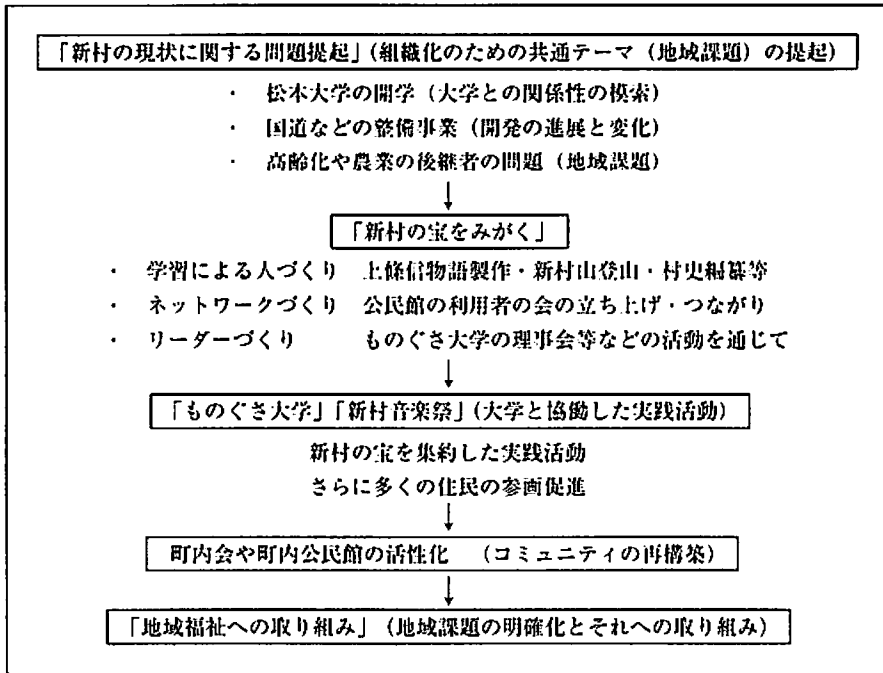 「新村の現状に関する問題提起」(組織化のための共通テーマ(地域課題)の提起)
・ 松本大学の開学(大学との関係性の模索)
・ 国道などの整備事業(開発の進展と変化)
・ 高齢化や農業の後継者の問題(地域課題)
↓
「新村の宝をみがく」
・ 学習による人づくり 上條信物語製作・新村山登山・村史編纂等
・ ネットワークづくり 公民館の利用者の会の立ち上げ・つながり
・ リーダーづくり ものぐさ大学の理事会等などの活動を通じて
↓
「ものぐさ大学」「新村音楽祭」(大学と協働した実践活動)
新村の宝を集約した実践活動
さらに多くの住民の参画促進
↓
町内会や町内公民館の活性化 (コミュニティの再構築)
↓
「地域福祉への取り組み」(地域課題の明確化とそれへの取り組み)